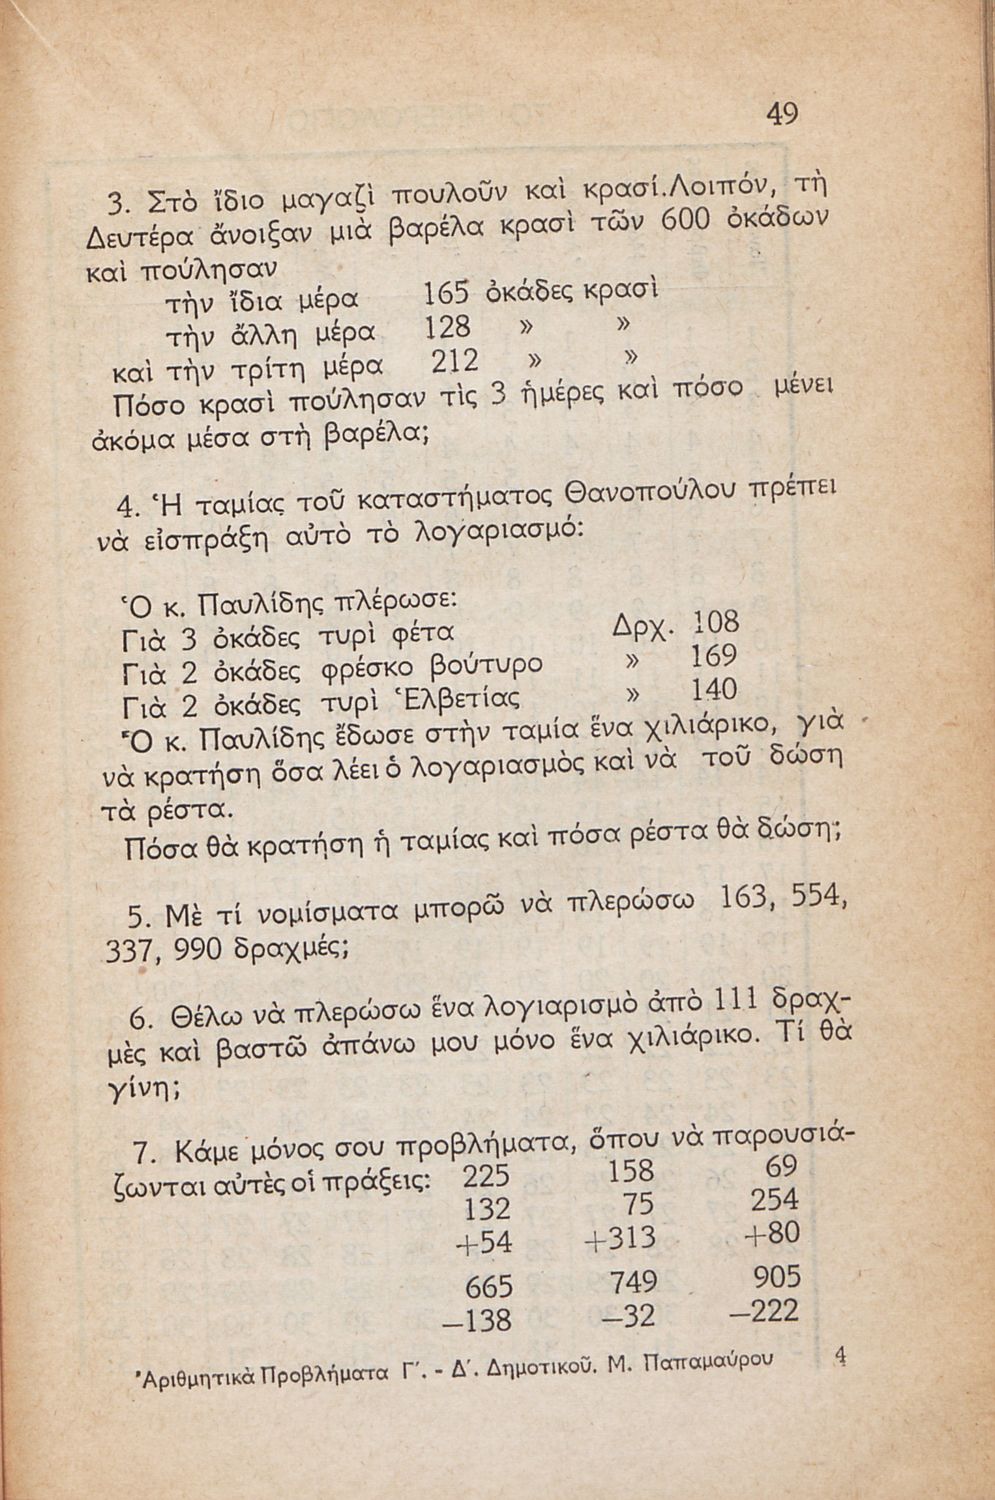 49
3. Στὸ ἴδιο μαγαζὶ πουλοῦν καὶ κρασί.Λοιπόν, τὴ
Δευτέρα ἄνοιξαν μιὰ βαρέλα κρασὶ τῶν 600 ὀκάδων
καὶ πούλησαν
τὴν ἴδια μέρα 165 ὀκάδες κρασὶ
τὴν ἄλλη μέρα 128 » »
καὶ τὴν τρίτη μέρα 212 » »
Πόσο κρασὶ πούλησαν τὶς 3 ἡμέρες καὶ πόσο μένει
ἀκόμα μέσα στὴ βαρέλα;
4. Ἡ ταμίας τοῦ καταστήματος Θανοπούλου πρέπει
νὰ εἰσπράξη αὐτὸ τὸ λογαριασμό:
Ὁ κ. Παυλίδης πλέρωσε:
Γιὰ 3 ὀκάδες τυρὶ φέτα Δρχ. 108
Γιὰ 2 ὀκάδες φρέσκο βούτυρο » 169
Γιὰ 2 ὀκάδες τυρὶ Ἑλβετίας » 140
Ὁ κ. Παυλίδης ἔδωσε στὴν ταμία ἕνα χιλιάρικο, γιὰ
νὰ κρατήση ὅσα λέει ὁ λογαριασμὸς καὶ νὰ τοῦ δώση
τὰ ρέστα.
Πόσα θὰ κρατήση ἡ ταμίας καὶ πόσα ρέστα θὰ δώση;
5. Μὲ τί νομίσματα μπορῶ νὰ πλερώσω 163, 554,
337, 990 δραχμές;
6. Θέλω νὰ πλερώσω ἕνα λογιαρισμὸ ἀπὸ 111 δραχ-
μὲς καὶ βαστῶ ἀπάνω μου μόνο ἕνα χιλιάρικο. Τί θὰ
γίνη;
7. Κάμε μόνος σου προβλήματα, ὅπου νὰ παρουσιά-
ζωνται αὐτὲς οἱ πράξεις: 225 158 69
132 75 254
+54 +313 +80
665 749 905
—138 —32 —222
Ἀριθμητικὰ Προβλήματα Γ΄. - Δ΄. Δημοτικοῦ. Μ. Παπαμαύρου 4